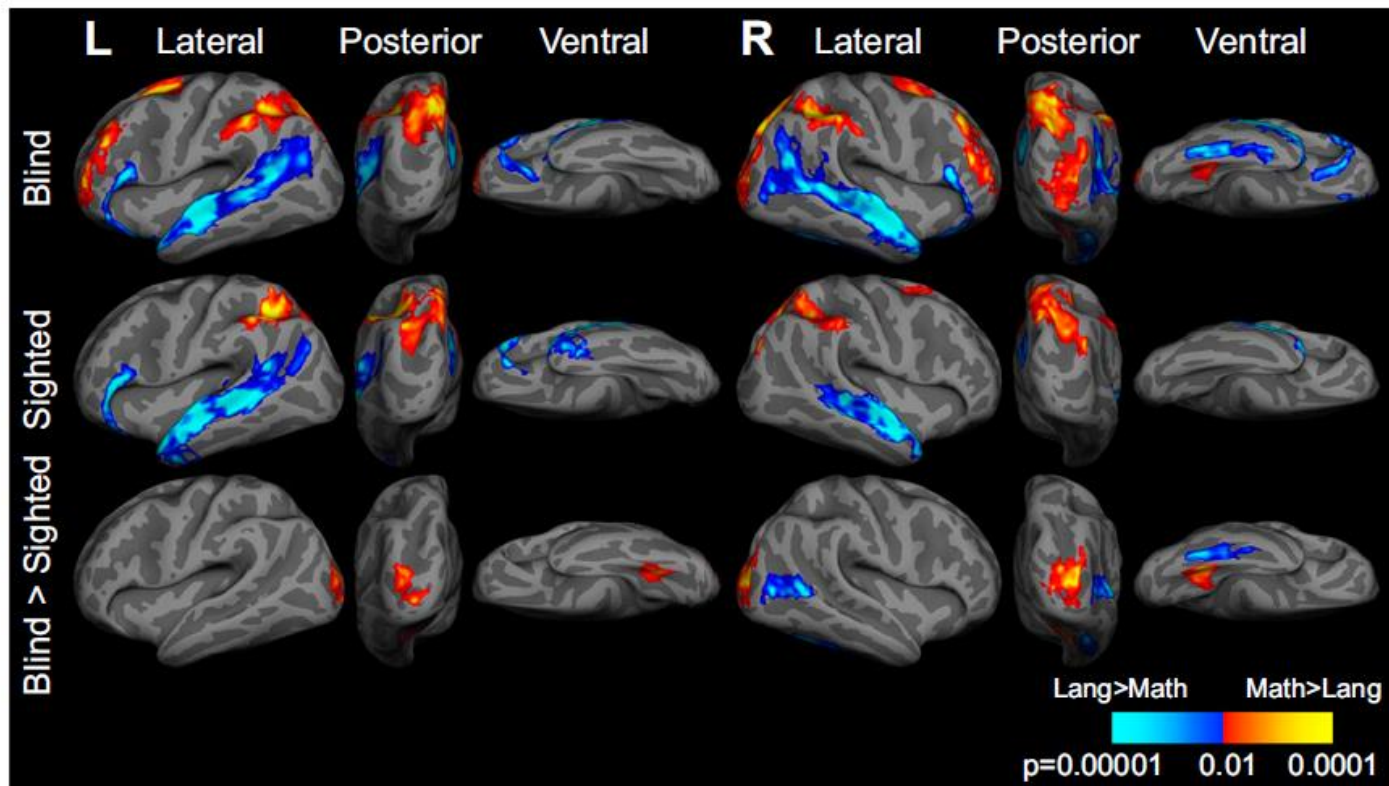 L Lateral Posterior Ventral R Lateral Posterior Ventral
Blind
Sighted
Blind > Sighted
Lang>Math Math>Lang
p=0.00001 0.01 0.0001